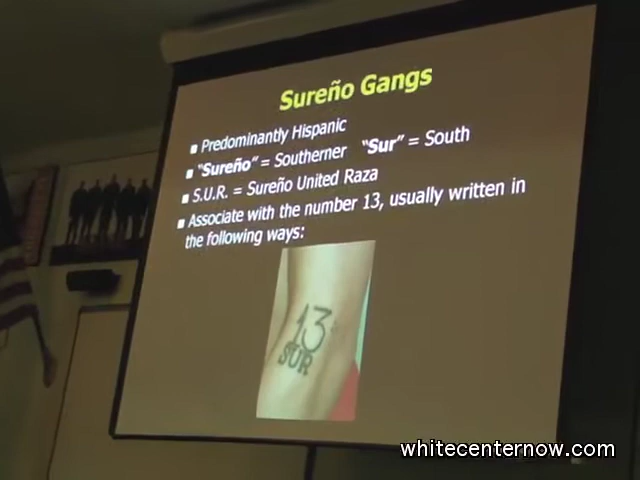 Sureño Gangs
Predominantly Hispanic
"Sureño" = Southerner "Sur" = South
S.U.R. = Sureño United Raza
Associate with the number 13, usually written in
the following ways:
13
SUR
whitecenternow.com